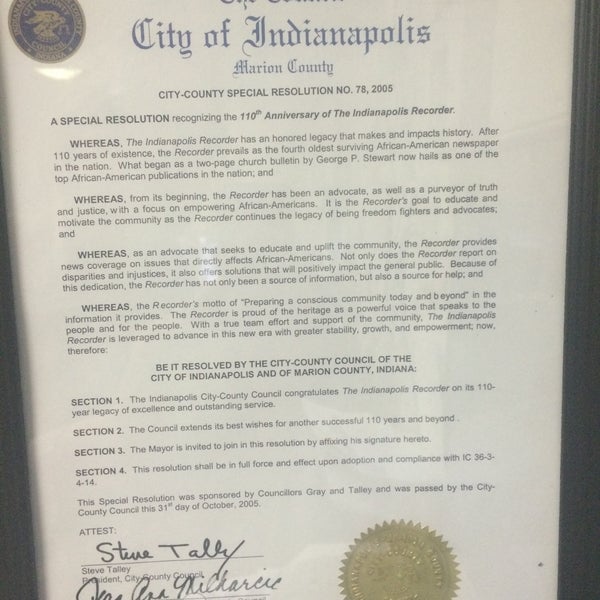 The Council
City of Indianapolis
Marion County
CITY-COUNTY SPECIAL RESOLUTION NO. 78, 2005
A SPECIAL RESOLUTION recognizing the 110th Anniversary of The Indianapolis Recorder.
WHEREAS, The Indianapolis Recorder has an honored legacy that makes and impacts history. After
110 years of existence, the Recorder prevails as the fourth oldest surviving African-American newspaper
in the nation. What began as a two-page church bulletin by George P. Stewart now hails as one of the
top African-American publications in the nation; and
WHEREAS, from its beginning, the Recorder has been an advocate, as well as a purveyor of truth
and justice, with a focus on empowering African-Americans. It is the Recorder's goal to educate and
motivate the community as the Recorder continues the legacy of being freedom fighters and advocates;
and
WHEREAS, as an advocate that seeks to educate and uplift the community, the Recorder provides
news coverage on issues that directly affects African-Americans. Not only does the Recorder report on
disparities and injustices, it also offers solutions that will positively impact the general public. Because of
this dedication, the Recorder has not only been a source of information, but also a source for help; and
WHEREAS, the Recorder's motto of "Preparing a conscious community today and beyond" in the
information it provides. The Recorder is proud of the heritage as a powerful voice that speaks to the
people and for the people. With a true team effort and support of the community, The Indianapolis
Recorder is leveraged to advance in this new era with greater stability, growth, and empowerment; now,
therefore:
BE IT RESOLVED BY THE CITY-COUNTY COUNCIL OF THE
CITY OF INDIANAPOLIS AND OF MARION COUNTY, INDIANA:
SECTION 1. The Indianapolis City-County Council congratulates The Indianapolis Recorder on its 110-
year legacy of excellence and outstanding service.
SECTION 2. The Council extends its best wishes for another successful 110 years and beyond .
SECTION 3. The Mayor is invited to join in this resolution by affixing his signature hereto.
SECTION 4. This resolution shall be in full force and effect upon adoption and compliance with IC 36-3-
4-14.
This Special Resolution was sponsored by Councillors Gray and Talley and was passed by the City-
County Council this 31st day of October, 2005.
ATTEST:
Steve Talley
Steve Talley
President, City-County Council